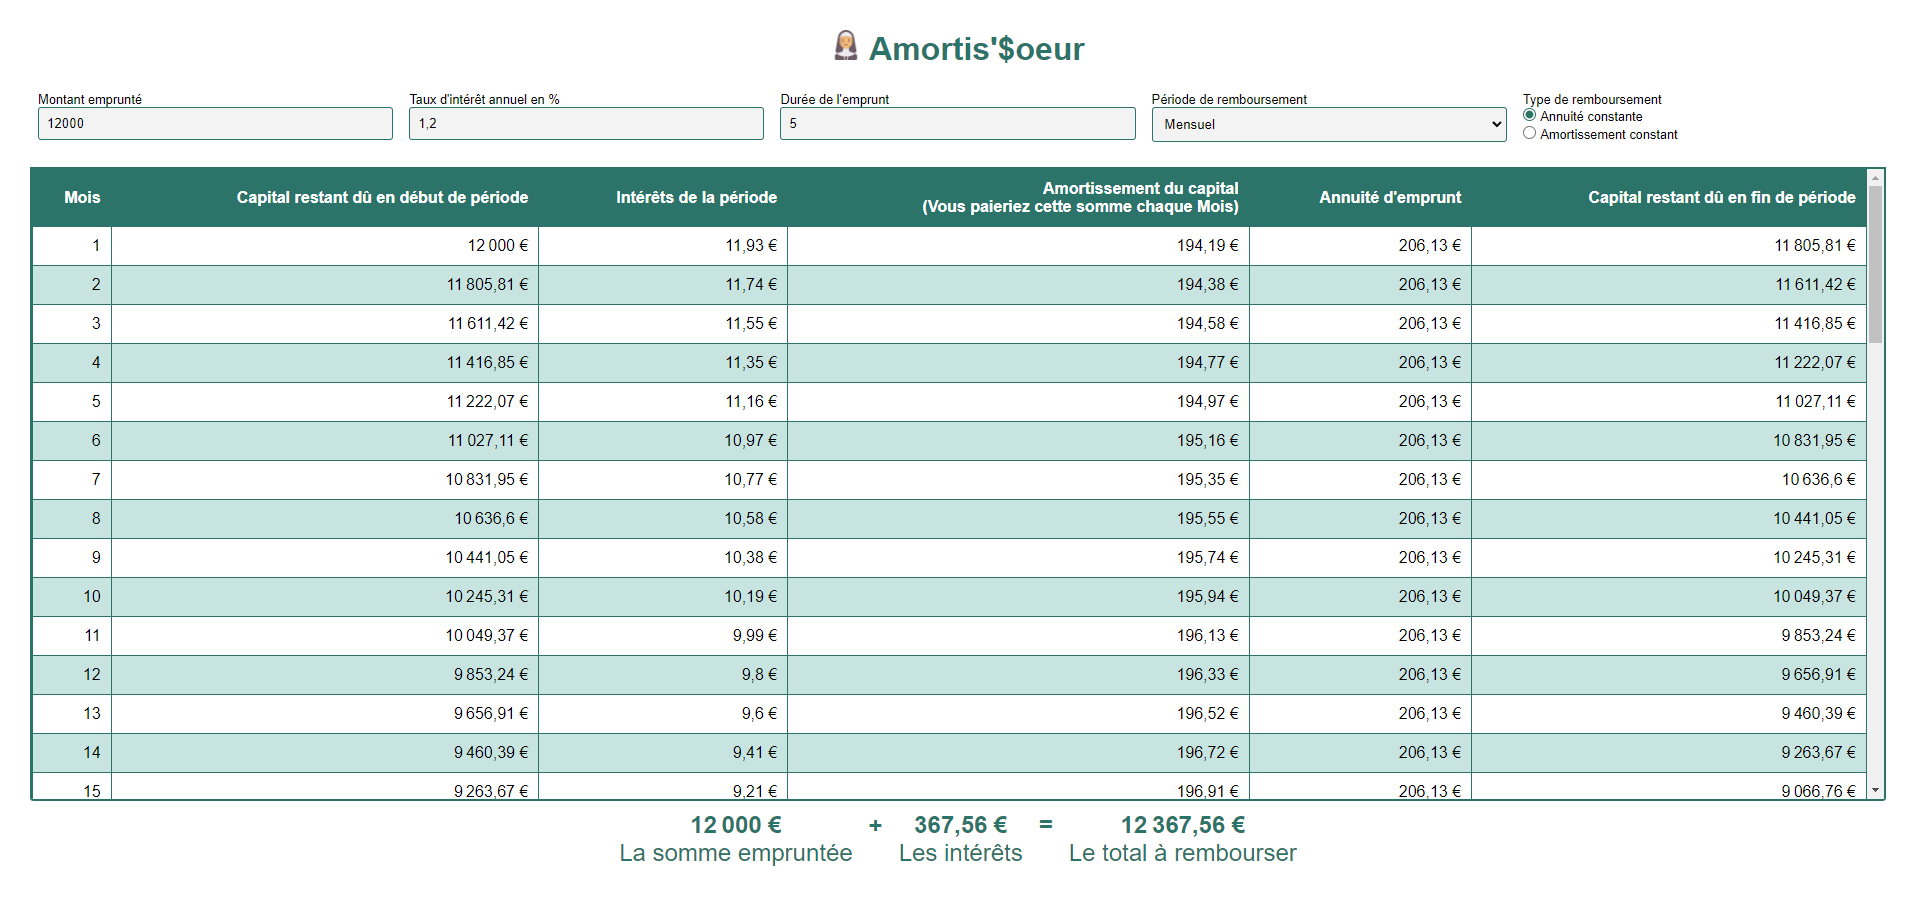 Amortis'$oeur
Montant emprunté
12000
Taux d'intérêt annuel en %
1,2
Durée de l'emprunt
5
Période de remboursement
Mensuel
Type de remboursement
Annuité constante
Amortissement constant
Mois Capital restant dû en début de période Intérêts de la période Amortissement du capital (Vous paieriez cette somme chaque Mois) Annuité d'emprunt Capital restant dû en fin de période
1 12 000 € 11,93 € 194,19 € 206,13 € 11 805,81 €
2 11 805,81 € 11,74 € 194,38 € 206,13 € 11 611,42 €
3 11 611,42 € 11,55 € 194,58 € 206,13 € 11 416,85 €
4 11 416,85 € 11,35 € 194,77 € 206,13 € 11 222,07 €
5 11 222,07 € 11,16 € 194,97 € 206,13 € 11 027,11 €
6 11 027,11 € 10,97 € 195,16 € 206,13 € 10 831,95 €
7 10 831,95 € 10,77 € 195,35 € 206,13 € 10 636,6 €
8 10 636,6 € 10,58 € 195,55 € 206,13 € 10 441,05 €
9 10 441,05 € 10,38 € 195,74 € 206,13 € 10 245,31 €
10 10 245,31 € 10,19 € 195,94 € 206,13 € 10 049,37 €
11 10 049,37 € 9,99 € 196,13 € 206,13 € 9 853,24 €
12 9 853,24 € 9,8 € 196,33 € 206,13 € 9 656,91 €
13 9 656,91 € 9,6 € 196,52 € 206,13 € 9 460,39 €
14 9 460,39 € 9,41 € 196,72 € 206,13 € 9 263,67 €
15 9 263,67 € 9,21 € 196,91 € 206,13 € 9 066,76 €
12 000 € + 367,56 € = 12 367,56 €
La somme empruntée Les intérêts Le total à rembourser